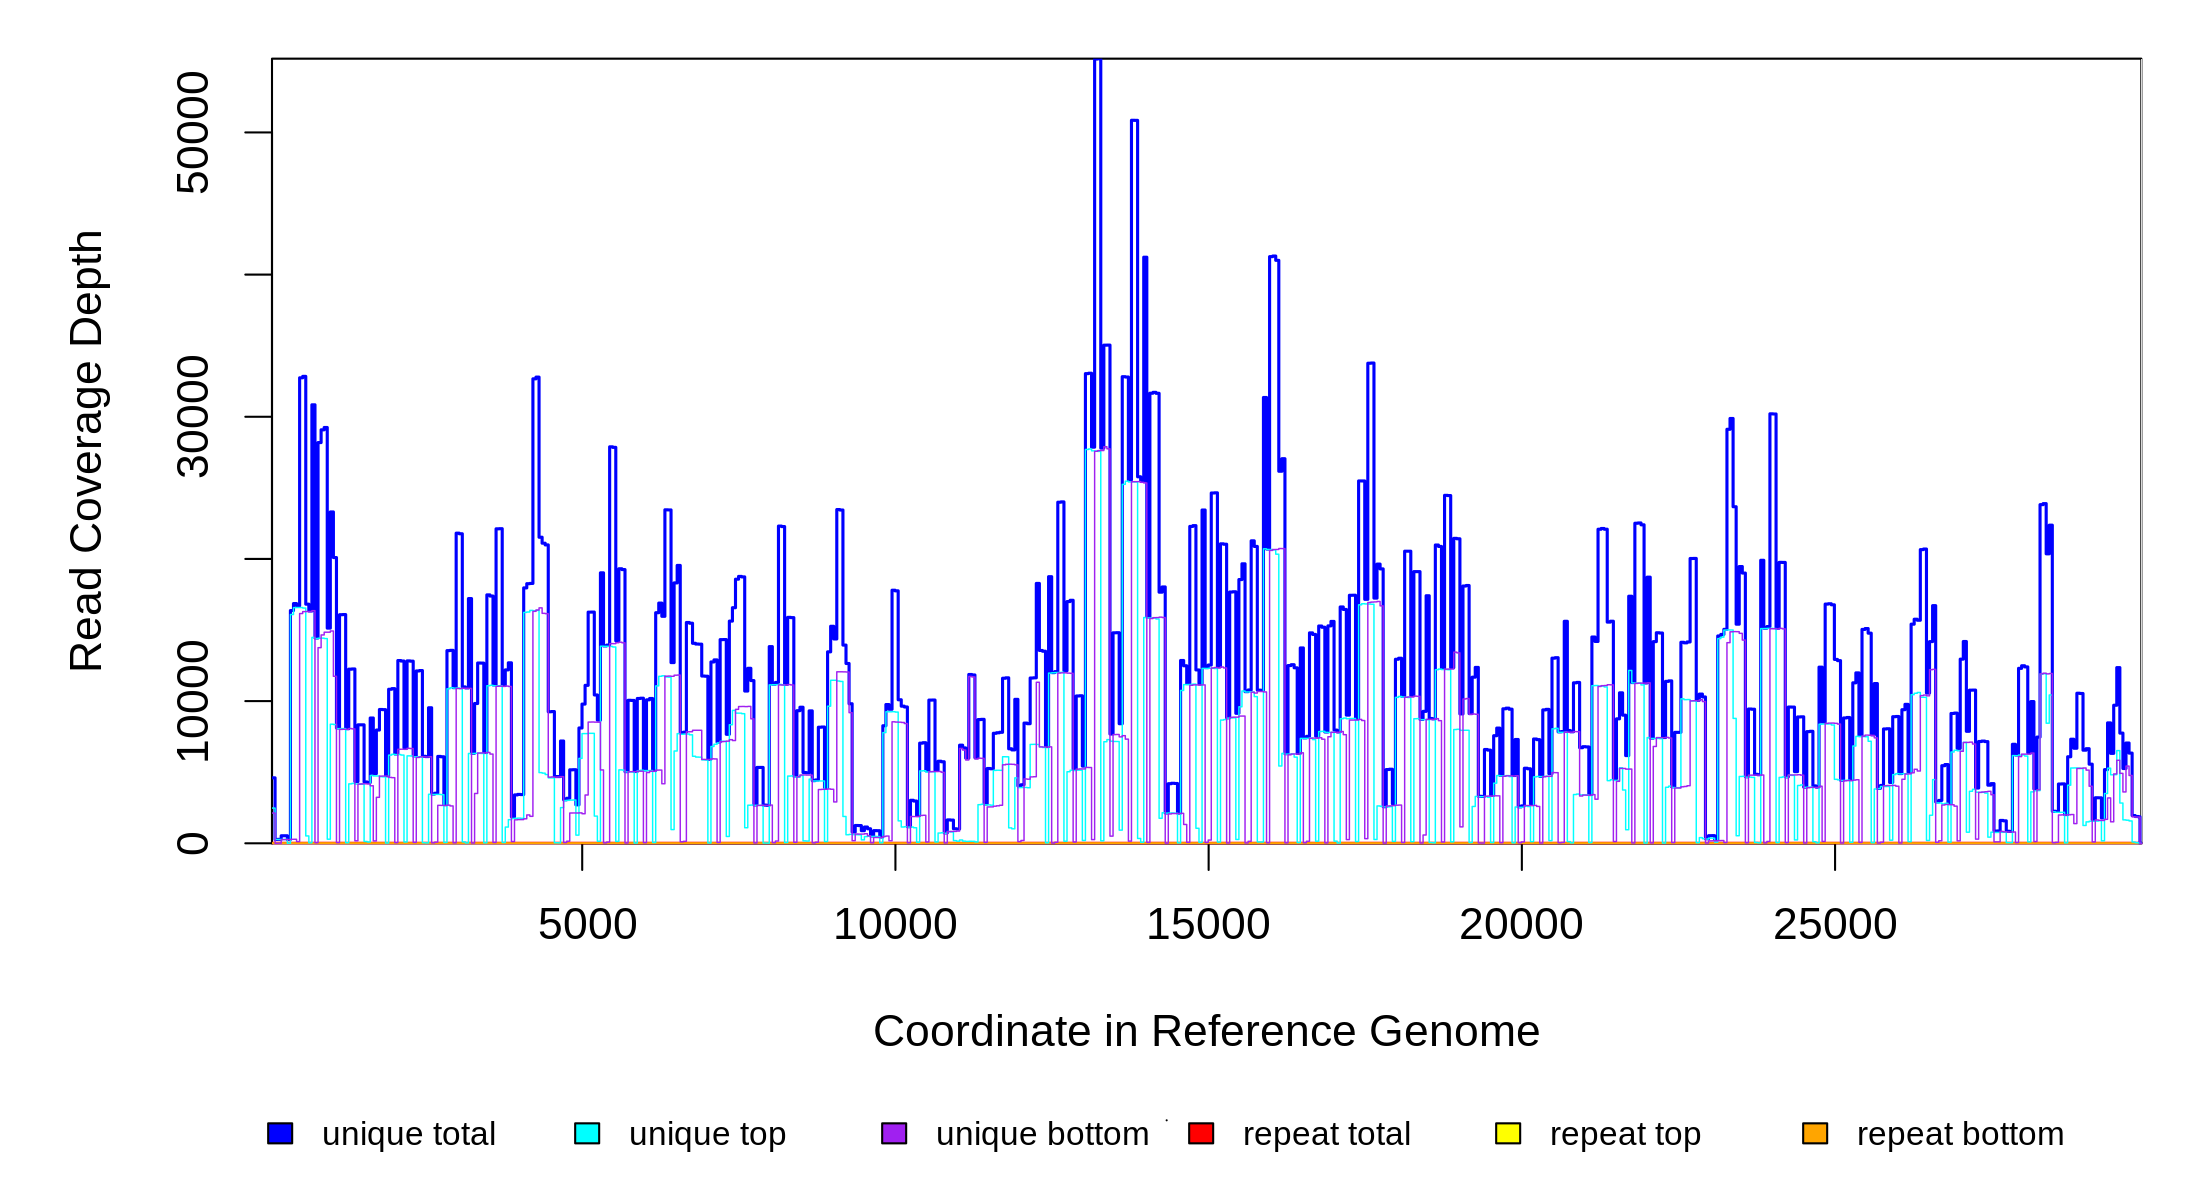 Read Coverage Depth
50000
30000
10000
0
5000 10000 15000 20000 25000
Coordinate in Reference Genome
unique total unique top unique bottom repeat total repeat top repeat bottom